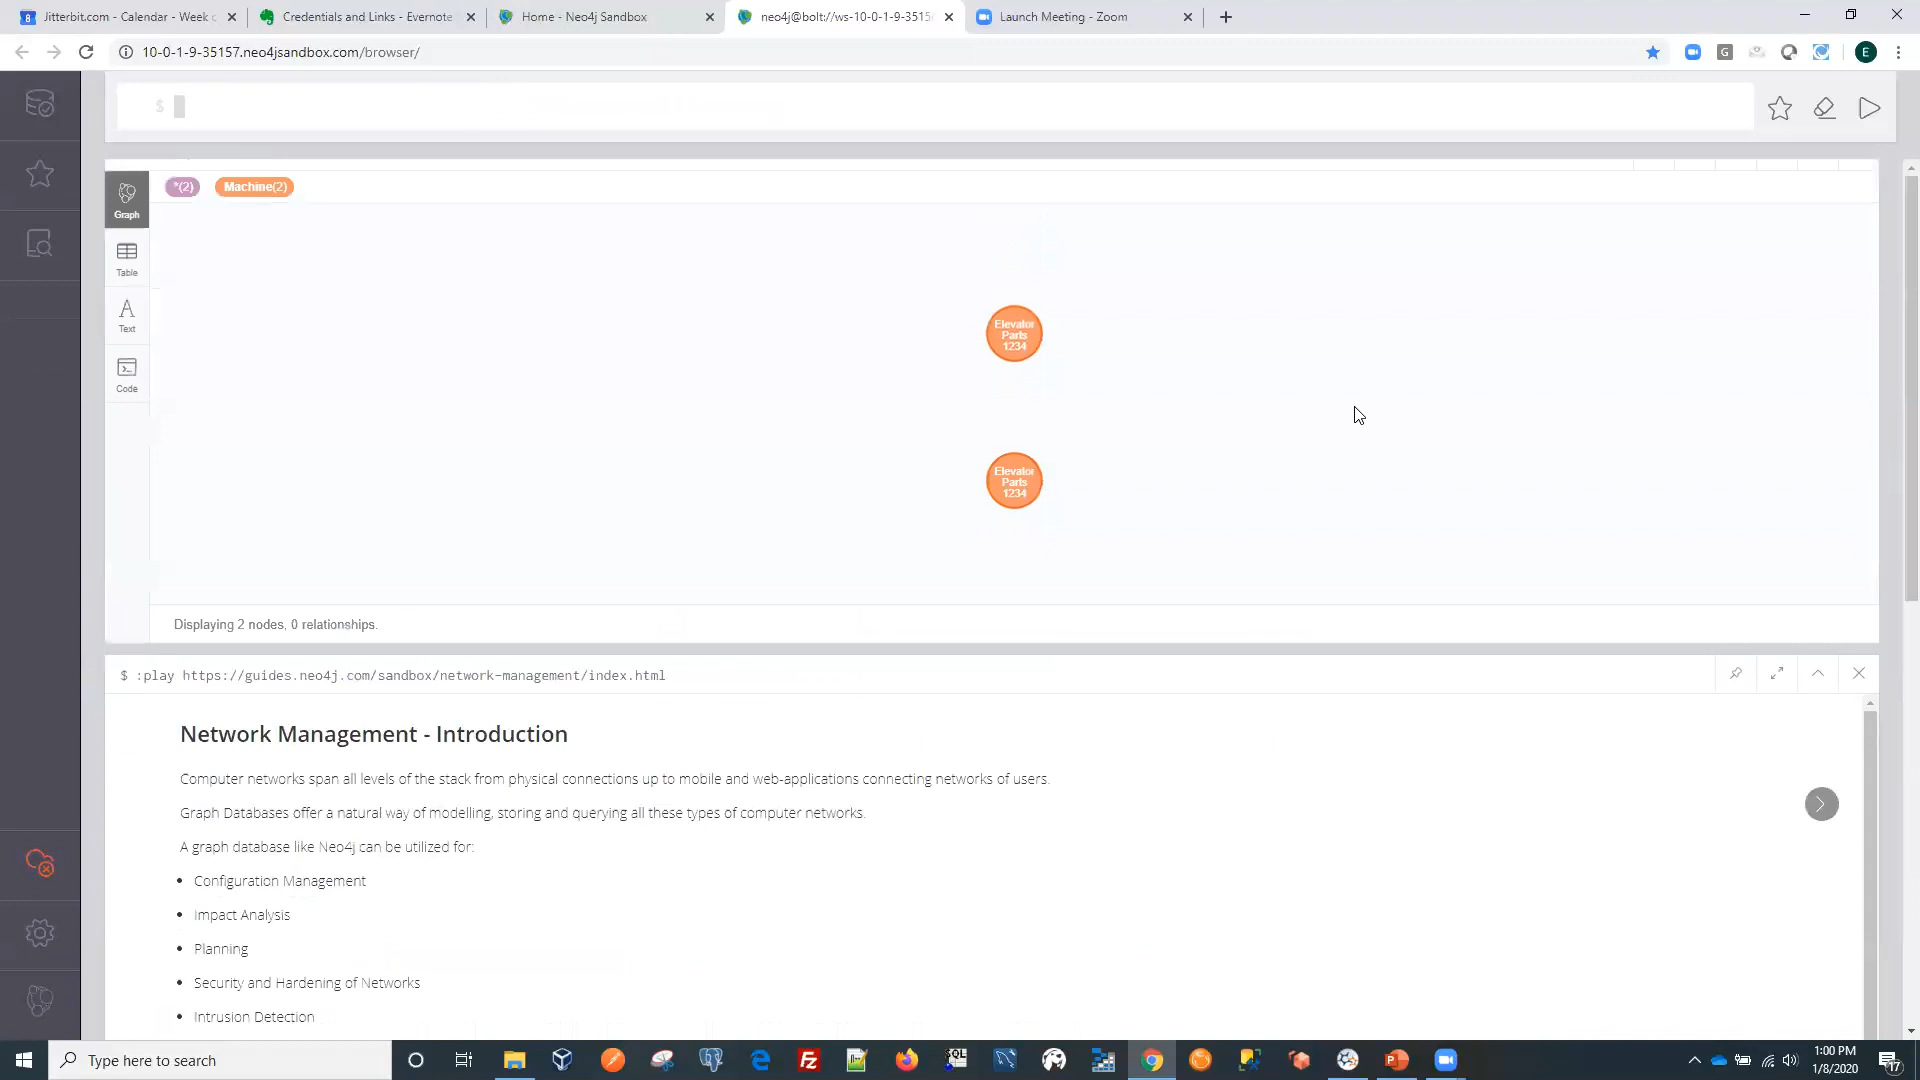 Jitterbit.com - Calendar - Week o
Credentials and Links - Evernote
Home - Neo4j Sandbox
neo4j@bolt://ws-10-0-1-9-3515
Launch Meeting - Zoom
10-0-1-9-35157.neo4jsandbox.com/browser/
G
E
$
Graph
*(2)
Machine(2)
Table
Text
Code
Elevator
Parts
1234
Elevator
Parts
1234
Displaying 2 nodes, 0 relationships.
$ :play https://guides.neo4j.com/sandbox/network-management/index.html
Network Management - Introduction
Computer networks span all levels of the stack from physical connections up to mobile and web-applications connecting networks of users.
Graph Databases offer a natural way of modelling, storing and querying all these types of computer networks.
A graph database like Neo4j can be utilized for:
• Configuration Management
• Impact Analysis
• Planning
• Security and Hardening of Networks
• Intrusion Detection
Type here to search
1:00 PM
1/8/2020
17